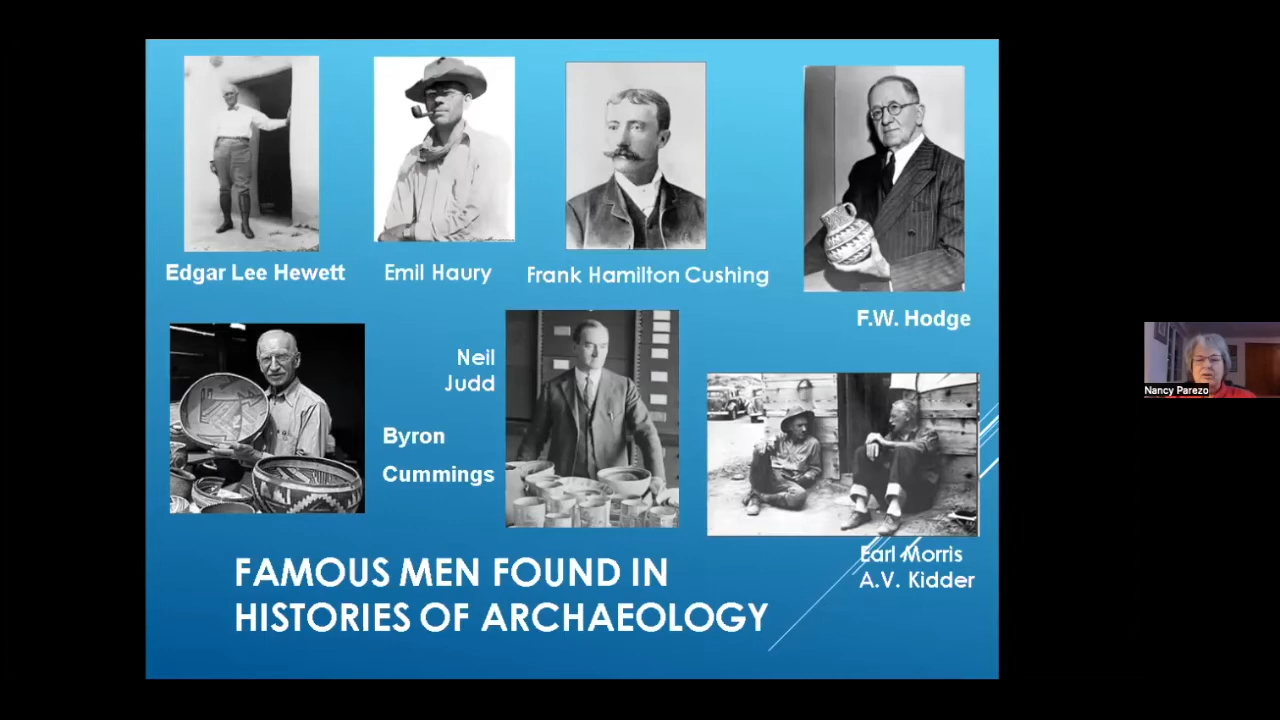 Edgar Lee Hewett
Emil Haury
Frank Hamilton Cushing
F.W. Hodge
Neil
Judd
Byron
Cummings
Earl Morris
A.V. Kidder
FAMOUS MEN FOUND IN
HISTORIES OF ARCHAEOLOGY
Nancy Parezo